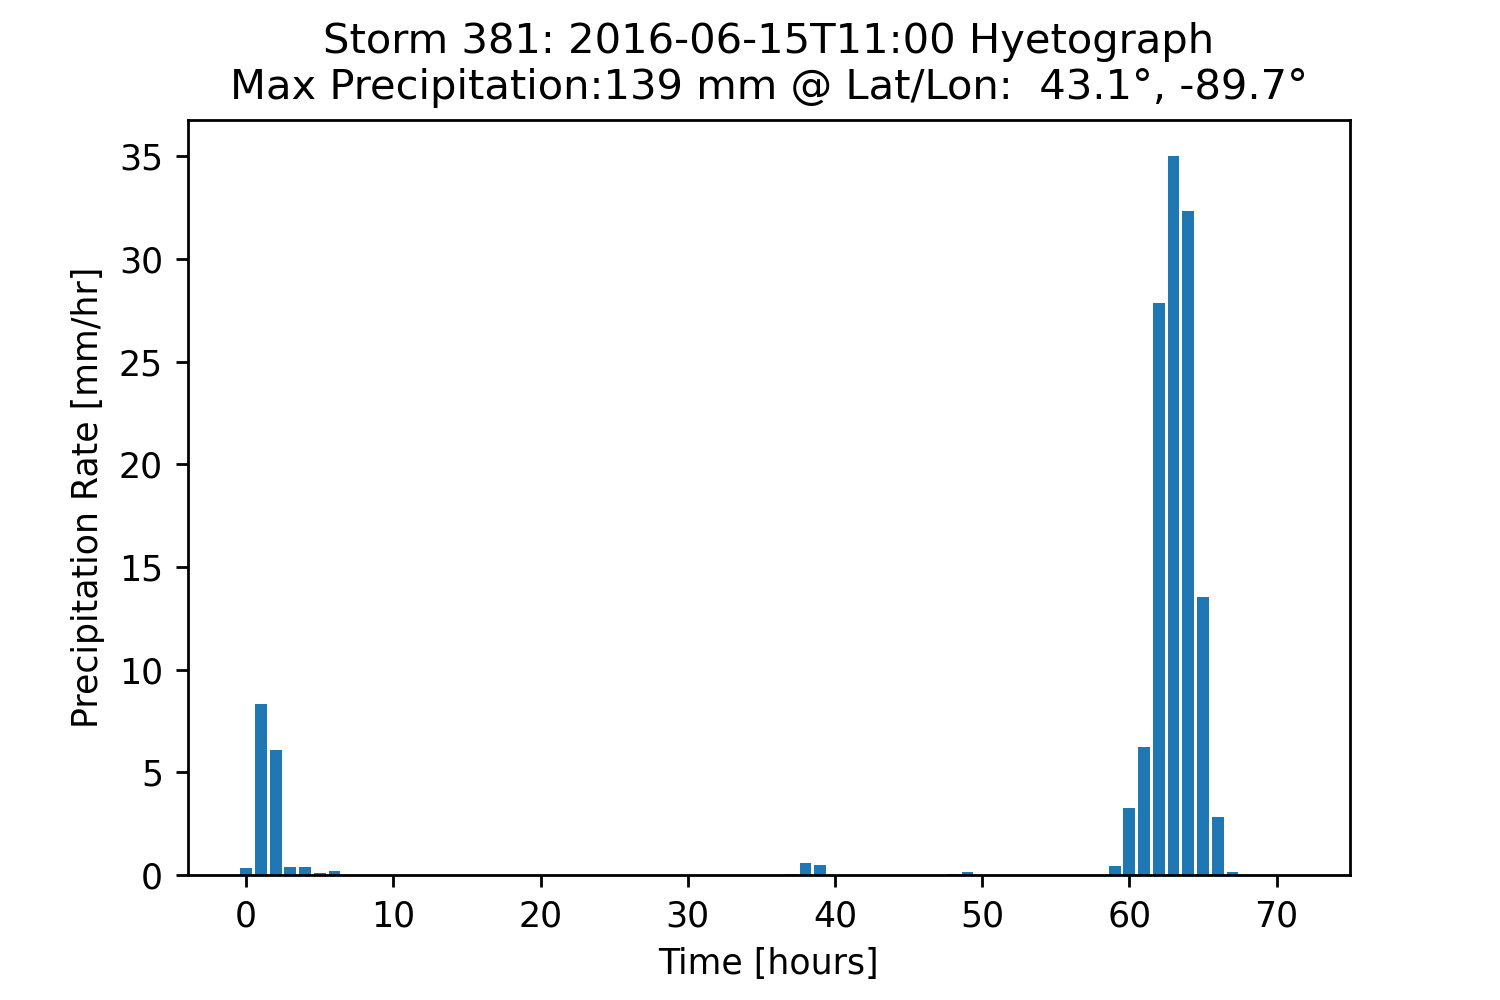 Storm 381: 2016-06-15T11:00 Hyetograph
Max Precipitation:139 mm @ Lat/Lon:  43.1°, -89.7°
Precipitation Rate [mm/hr]
35
30
25
20
15
10
5
0
0 10 20 30 40 50 60 70
Time [hours]